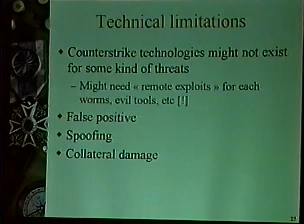 Technical limitations
Counterstrike technologies might not exist
for some kind of threats
– Might need « remote exploits » for each
worms, evil tools, etc [!]
False positive
Spoofing
Collateral damage